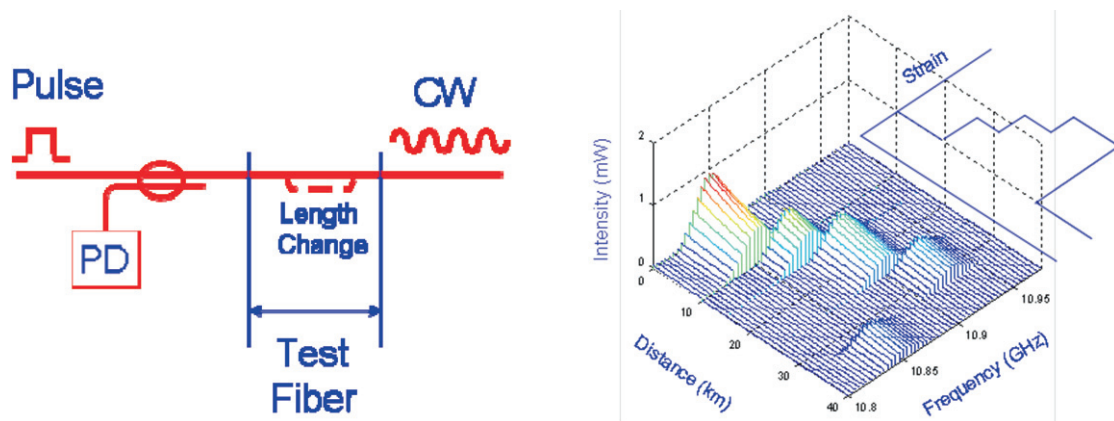 Pulse
CW
Length
Change
PD
Test
Fiber
Strain
Intensity (mW)
2
1
0
0
10
20
30
40
Distance (km)
10.8
10.85
10.9
10.95
Frequency (GHz)